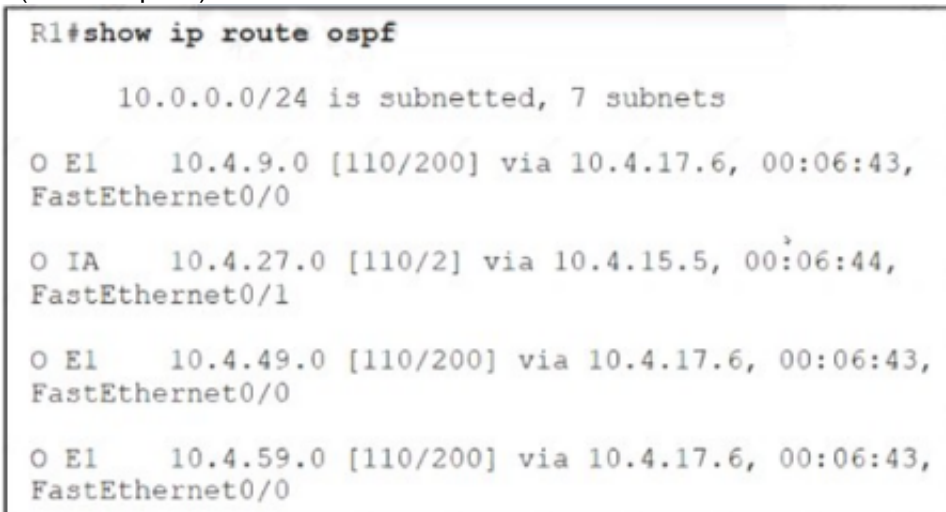 R1#show ip route ospf
10.0.0.0/24 is subnetted, 7 subnets
O E1 10.4.9.0 [110/200] via 10.4.17.6, 00:06:43,
FastEthernet0/0
O IA 10.4.27.0 [110/2] via 10.4.15.5, 00:06:44,
FastEthernet0/1
O E1 10.4.49.0 [110/200] via 10.4.17.6, 00:06:43,
FastEthernet0/0
O E1 10.4.59.0 [110/200] via 10.4.17.6, 00:06:43,
FastEthernet0/0